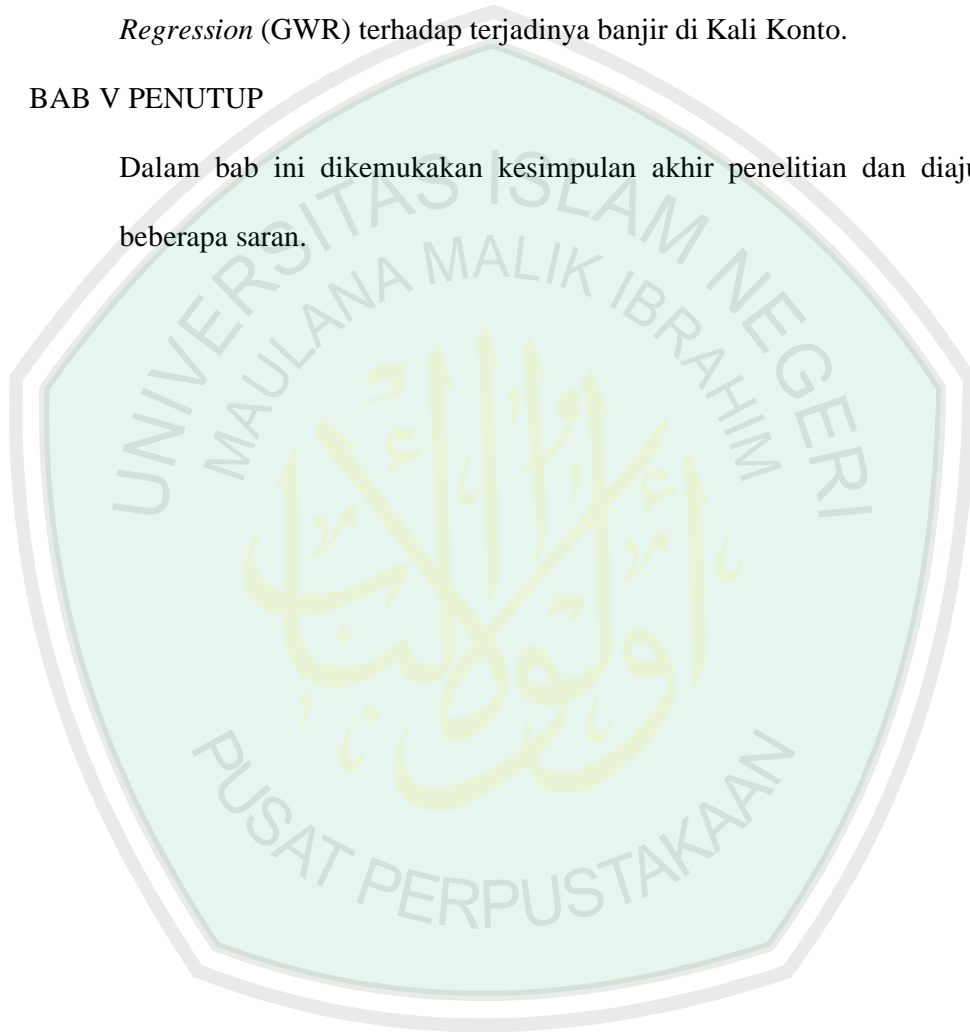 Regression (GWR) terhadap terjadinya banjir di Kali Konto.
BAB V PENUTUP
Dalam bab ini dikemukakan kesimpulan akhir penelitian dan diaju
beberapa saran.
UNIVERSITAS ISLAM NEGERI
MAULANA MALIK IBRAHIM
PUSAT PERPUSTAKAAN